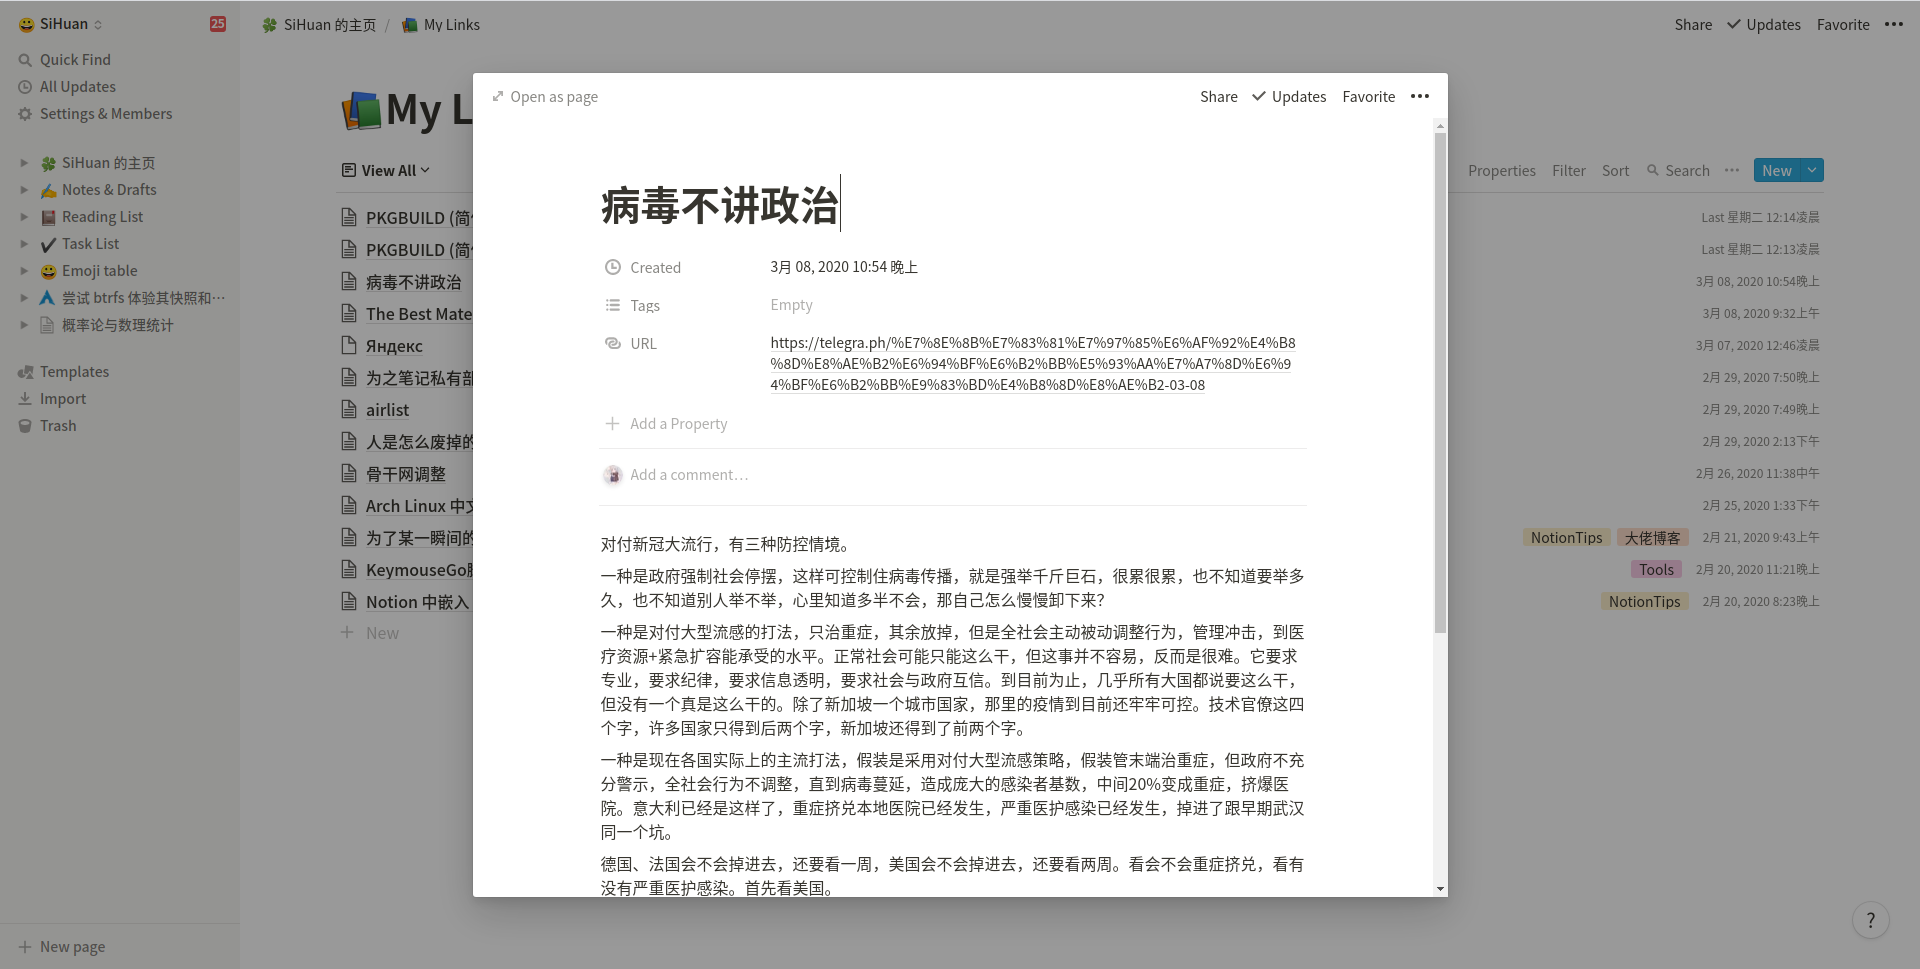 SiHuan
25
Quick Find
All Updates
Settings & Members
SiHuan 的主页
Notes & Drafts
Reading List
Task List
Emoji table
尝试 btrfs 体验其快照和…
概率论与数理统计
Templates
Import
Trash
New page
SiHuan 的主页 / My Links
Share Updates Favorite
My L
View All
Properties Filter Sort Search New
PKGBUILD (简
Last 星期二 12:14凌晨
PKGBUILD (简
Last 星期二 12:13凌晨
病毒不讲政治
3月 08, 2020 10:54晚上
The Best Mate
3月 08, 2020 9:32上午
Яндекс
3月 07, 2020 12:46凌晨
为之笔记私有部
2月 29, 2020 7:50晚上
airlist
2月 29, 2020 7:49晚上
人是怎么废掉的
2月 29, 2020 2:13下午
骨干网调整
2月 26, 2020 11:38中午
Arch Linux 中文
2月 25, 2020 1:33下午
为了某一瞬间的
NotionTips 大佬博客 2月 21, 2020 9:43上午
KeymouseGo
Tools 2月 20, 2020 11:21晚上
Notion 中嵌入
NotionTips 2月 20, 2020 8:23晚上
New
Open as page
Share Updates Favorite
病毒不讲政治
Created 3月 08, 2020 10:54 晚上
Tags Empty
URL https://telegra.ph/%E7%8E%8B%E7%83%81%E7%97%85%E6%AF%92%E4%B8
%8D%E8%AE%B2%E6%94%BF%E6%B2%BB%E5%93%AA%E7%A7%8D%E6%9
4%BF%E6%B2%BB%E9%83%BD%E4%B8%8D%E8%AE%B2-03-08
Add a Property
Add a comment…
对付新冠大流行，有三种防控情境。
一种是政府强制社会停摆，这样可控制住病毒传播，就是强举千斤巨石，很累很累，也不知道要举多
久，也不知道别人举不举，心里知道多半不会，那自己怎么慢慢卸下来？
一种是对付大型流感的打法，只治重症，其余放掉，但是全社会主动被动调整行为，管理冲击，到医
疗资源+紧急扩容能承受的水平。正常社会可能只能这么干，但这事并不容易，反而是很难。它要求
专业，要求纪律，要求信息透明，要求社会与政府互信。到目前为止，几乎所有大国都说要这么干，
但没有一个真是这么干的。除了新加坡一个城市国家，那里的疫情到目前还牢牢可控。技术官僚这四
个字，许多国家只得到后两个字，新加坡还得到了前两个字。
一种是现在各国实际上的主流打法，假装是采用对付大型流感策略，假装管末端治重症，但政府不充
分警示，全社会行为不调整，直到病毒蔓延，造成庞大的感染者基数，中间20%变成重症，挤爆医
院。意大利已经是这样了，重症挤兑本地医院已经发生，严重医护感染已经发生，掉进了跟早期武汉
同一个坑。
德国、法国会不会掉进去，还要看一周，美国会不会掉进去，还要看两周。看会不会重症挤兑，看有
没有严重医护感染。首先看美国。
?